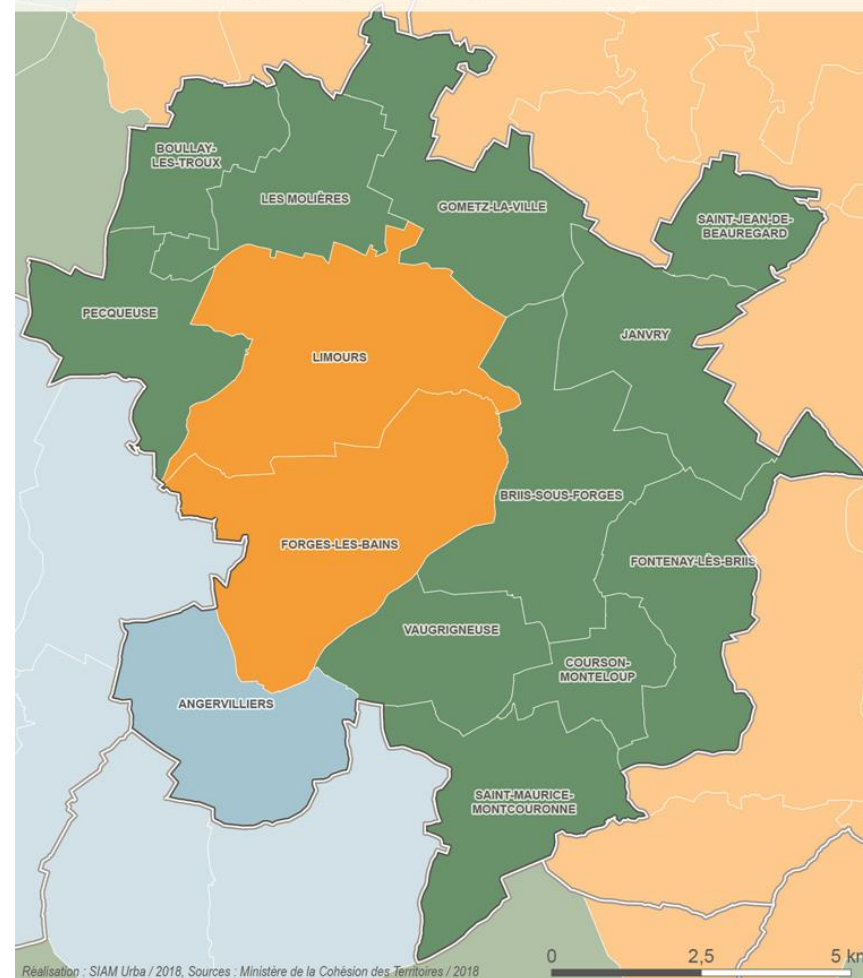 BOULLAY-
LES-TROUX
LES MOLIÈRES
GOMETZ-LA-VILLE
SAINT-JEAN-DE-
BEAUREGARD
PECQUEUSE
JANVRY
LIMOURS
BRIIS-SOUS-FORGES
FORGES-LES-BAINS
FONTENAY-LÈS-BRIIS
VAUGRIGNEUSE
COURSON-
MONTELOUP
ANGERVILLIERS
SAINT-MAURICE-
MONTCOURONNE
0 2,5 5 k
Réalisation : SIAM Urba / 2018, Sources : Ministère de la Cohésion des Territoires / 2018